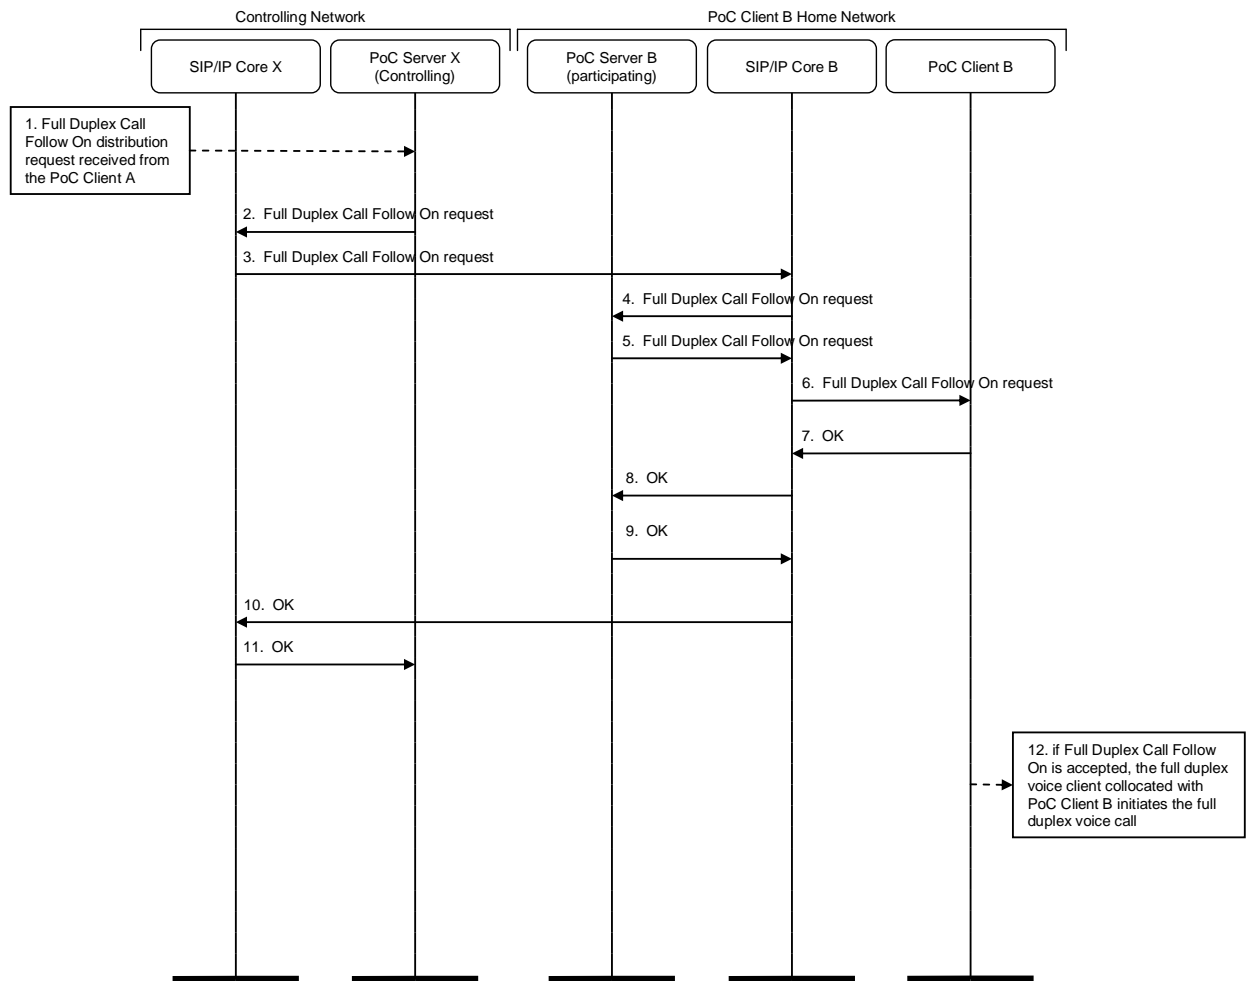 Controlling Network
PoC Client B Home Network
SIP/IP Core X
PoC Server X
(Controlling)
PoC Server B
(participating)
SIP/IP Core B
PoC Client B
1. Full Duplex Call
Follow On distribution
request received from
the PoC Client A
2. Full Duplex Call Follow On request
3. Full Duplex Call Follow On request
4. Full Duplex Call Follow On request
5. Full Duplex Call Follow On request
6. Full Duplex Call Follow On request
7. OK
8. OK
9. OK
10. OK
11. OK
12. if Full Duplex Call Follow
On is accepted, the full duplex
voice client collocated with
PoC Client B initiates the full
duplex voice call